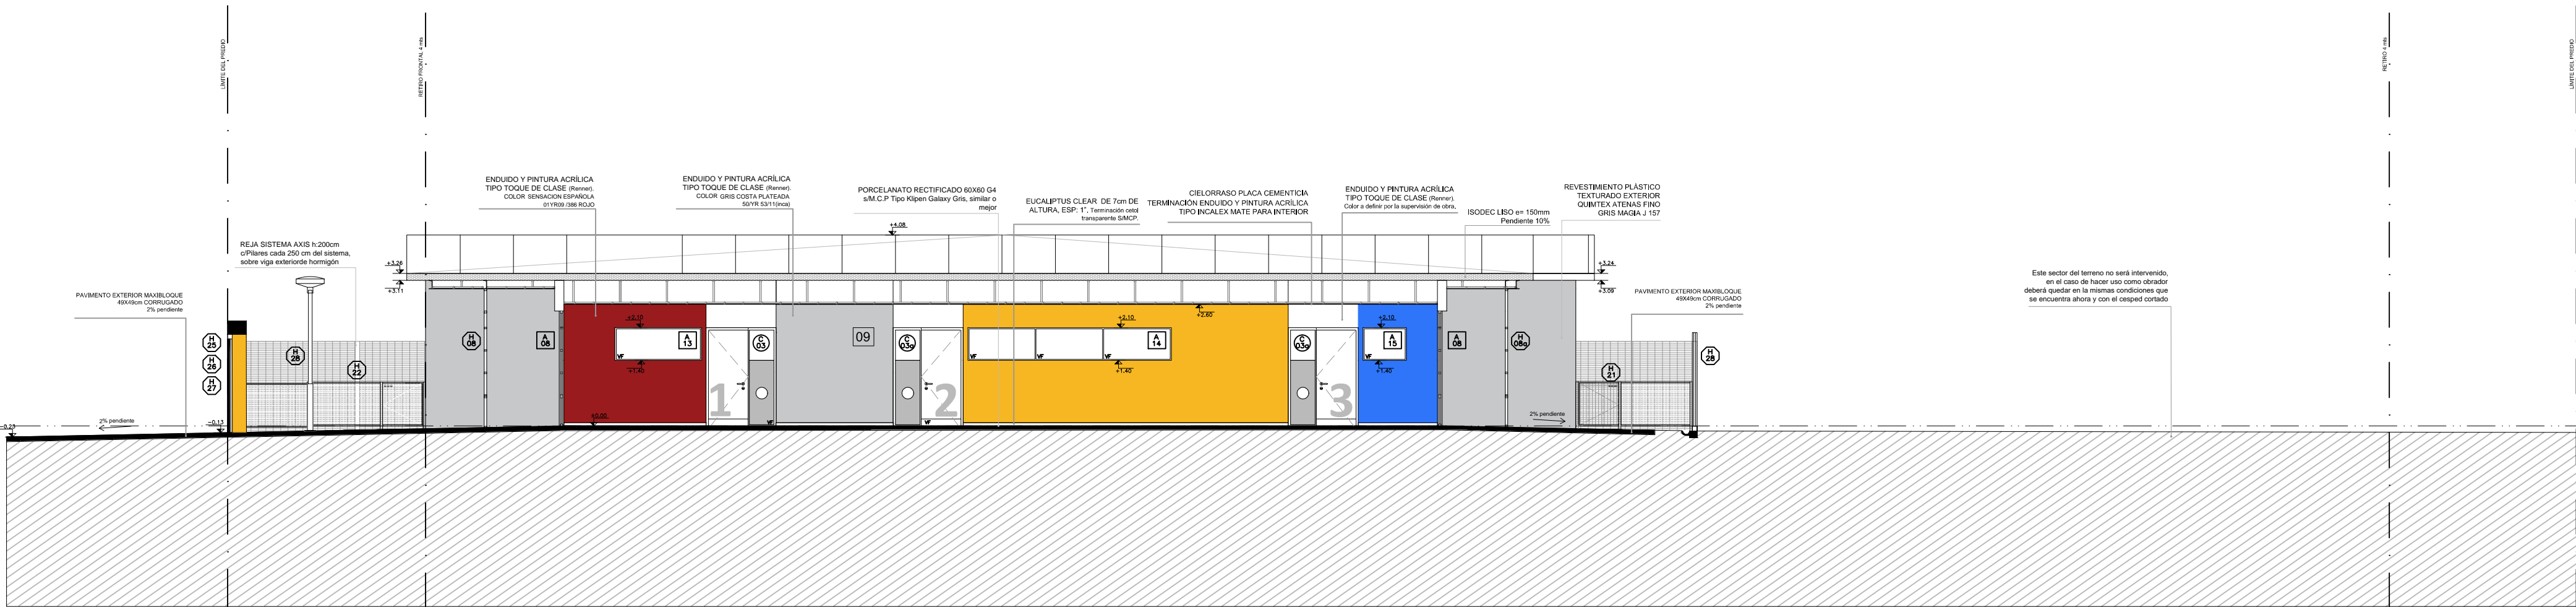 LÍMITE DEL PREDIO
RETIRO FRONTAL 4 mts
RETIRO 4 mts
LÍMITE DEL PREDIO
ENDUIDO Y PINTURA ACRÍLICA
TIPO TOQUE DE CLASE (Renner).
COLOR SENSACION ESPAÑOLA
01YR09 /386 ROJO
ENDUIDO Y PINTURA ACRÍLICA
TIPO TOQUE DE CLASE (Renner).
COLOR GRIS COSTA PLATEADA
50/YR 53/11(inca)
PORCELANATO RECTIFICADO 60X60 G4
s/M.C.P Tipo Klipen Galaxy Gris, similar o
mejor
EUCALIPTUS CLEAR DE 7cm DE
ALTURA, ESP: 1", Terminación cetol
transparente S/MCP.
CIELORRASO PLACA CEMENTICIA
TERMINACIÓN ENDUIDO Y PINTURA ACRÍLICA
TIPO INCALEX MATE PARA INTERIOR
ENDUIDO Y PINTURA ACRÍLICA
TIPO TOQUE DE CLASE (Renner).
Color a definir por la supervisión de obra,
ISODEC LISO e= 150mm
Pendiente 10%
REVESTIMIENTO PLÁSTICO
TEXTURADO EXTERIOR
QUIMTEX ATENAS FINO
GRIS MAGIA J 157
REJA SISTEMA AXIS h:200cm
c/Pilares cada 250 cm del sistema,
sobre viga exteriorde hormigón
PAVIMENTO EXTERIOR MAXIBLOQUE
49X49cm CORRUGADO
2% pendiente
PAVIMENTO EXTERIOR MAXIBLOQUE
49X49cm CORRUGADO
2% pendiente
Este sector del terreno no será intervenido,
en el caso de hacer uso como obrador
deberá quedar en la mismas condiciones que
se encuentra ahora y con el cesped cortado
+4.08
+3.26
+3.11
+3.24
+3.09
+2.60
H
25
H
26
H
27
H
28
H
22
H
08
A
08
+2.10
A
13
VF
+1.40
±0.00
1
C
03
VF
09
C
03g
2
VF
+2.10
A
14
VF
VF
VF
+1.40
C
03g
3
+2.10
A
15
VF
+1.40
A
08
H
08g
H
21
H
28
-0.23
2% pendiente
-0.13
2% pendiente